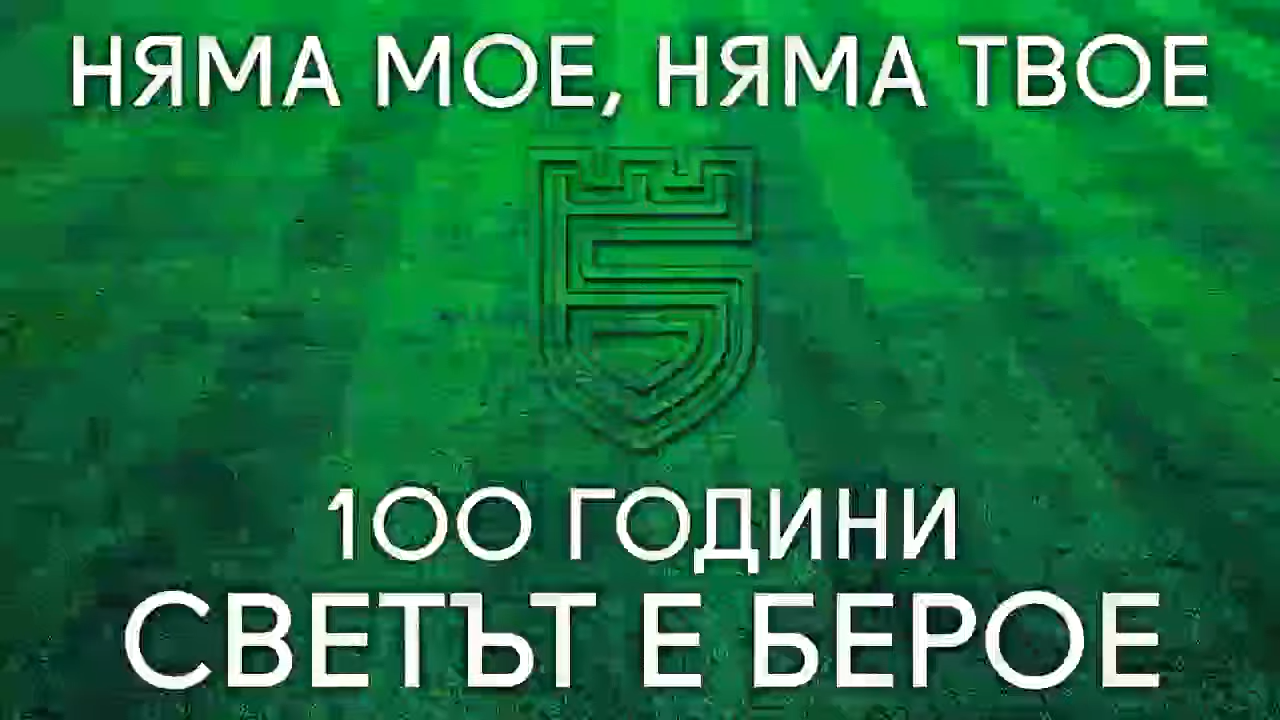 НЯМА МОЕ, НЯМА ТВОЕ
100 ГОДИНИ
СВЕТЪТ Е БЕРОЕ